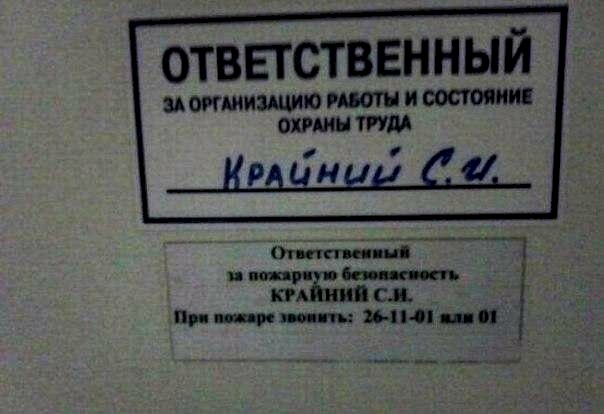 ОТВЕТСТВЕННЫЙ
ЗА ОРГАНИЗАЦИЮ РАБОТЫ И СОСТОЯНИЕ
ОХРАНЫ ТРУДА
КРАЙНИЙ С.И.
Ответственный
за пожарную безопасность
КРАЙНИЙ С.И.
При пожаре звонить: 26-11-01 или 01